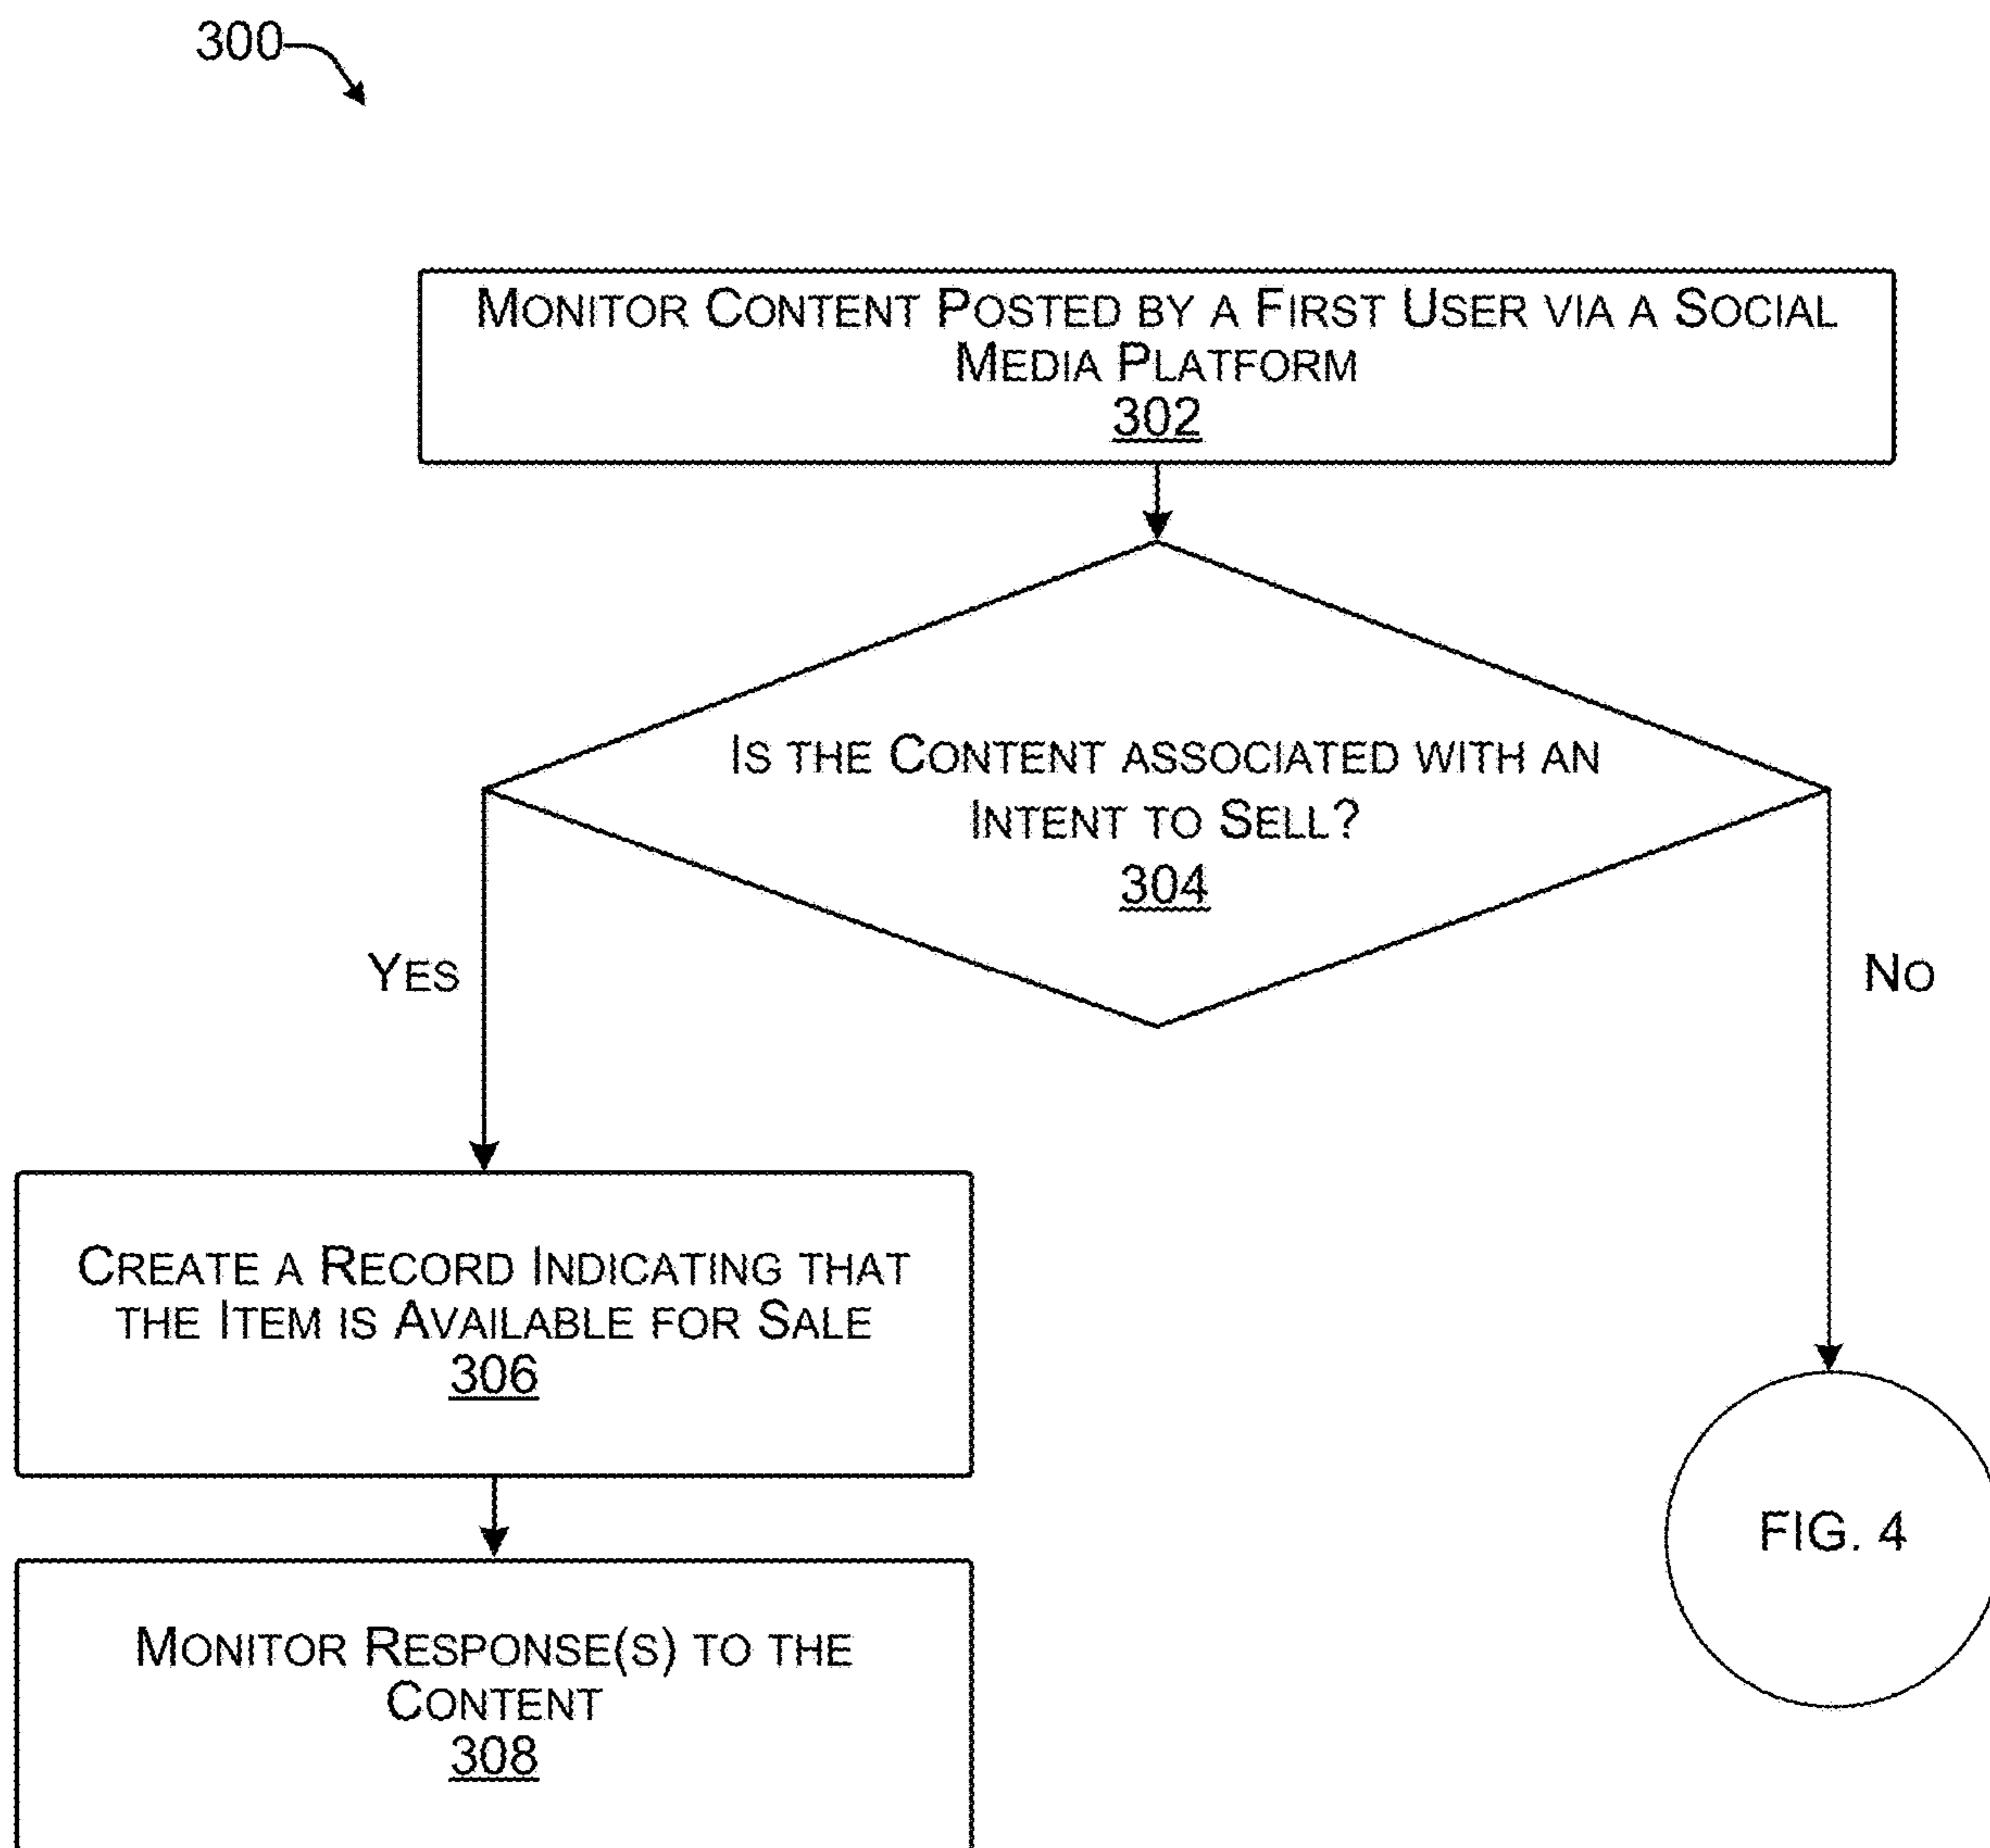 300
MONITOR CONTENT POSTED BY A FIRST USER VIA A SOCIAL
MEDIA PLATFORM
302
IS THE CONTENT ASSOCIATED WITH AN
INTENT TO SELL?
304
YES
NO
CREATE A RECORD INDICATING THAT
THE ITEM IS AVAILABLE FOR SALE
306
FIG. 4
MONITOR RESPONSE(S) TO THE
CONTENT
308